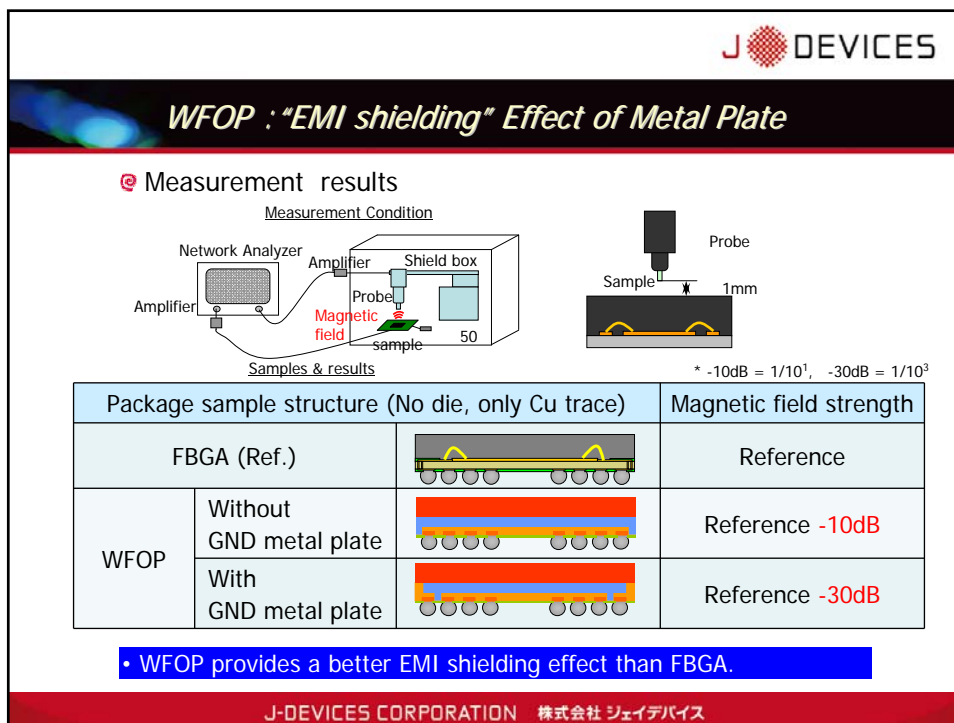 J DEVICES
WFOP : "EMI shielding" Effect of Metal Plate
Measurement results
Measurement Condition
Network Analyzer
Amplifier
Shield box
Amplifier
Probe
Magnetic
field
sample
50
Probe
Sample
1mm
Samples & results
* -10dB = 1/10¹, -30dB = 1/10³
Package sample structure (No die, only Cu trace) Magnetic field strength
FBGA (Ref.) Reference
WFOP
Without
GND metal plate
Reference -10dB
With
GND metal plate
Reference -30dB
• WFOP provides a better EMI shielding effect than FBGA.
J-DEVICES CORPORATION 株式会社 ジェイデバイス